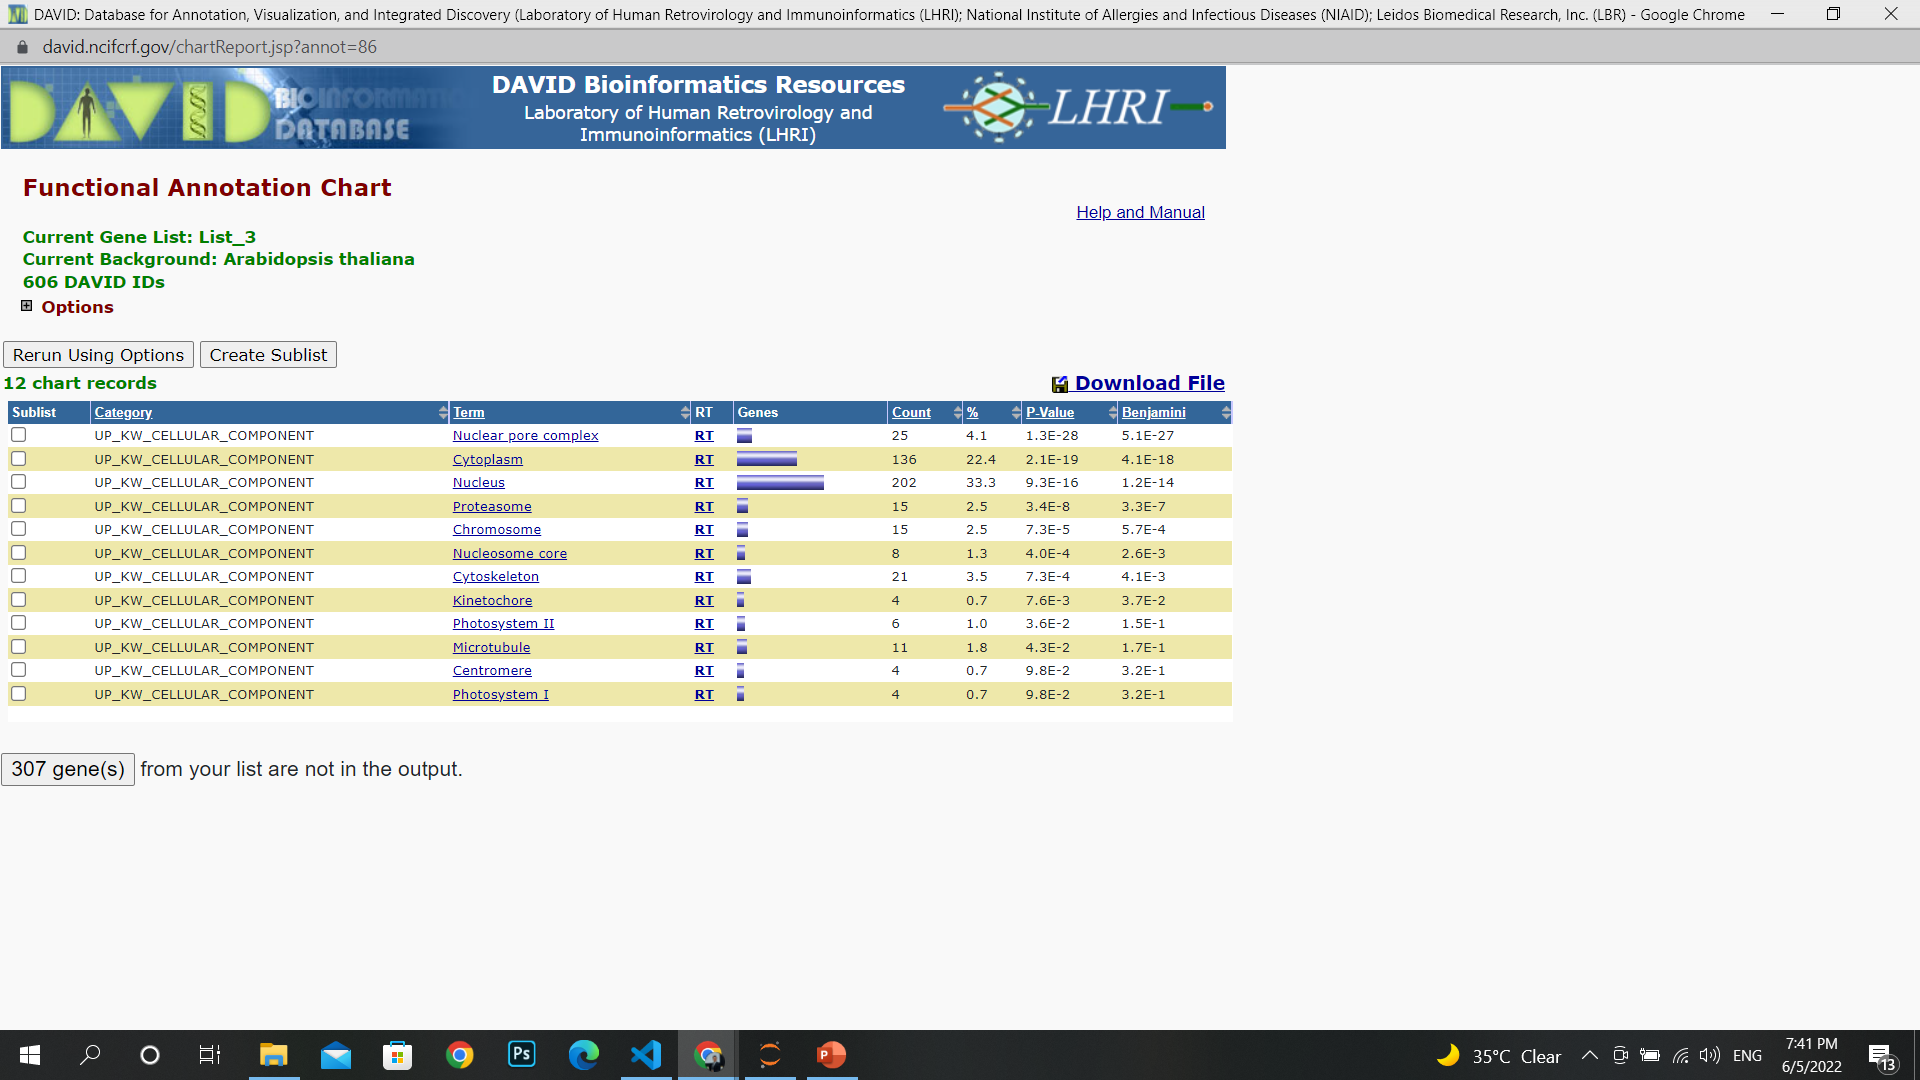 DAVID: Database for Annotation, Visualization, and Integrated Discovery (Laboratory of Human Retrovirology and Immunoinformatics (LHRI); National Institute of Allergies and Infectious Diseases (NIAID); Leidos Biomedical Research, Inc. (LBR) - Google Chrome
david.ncifcrf.gov/chartReport.jsp?annot=86
DAVID BIOINFORMATICS DATABASE
DAVID Bioinformatics Resources
Laboratory of Human Retrovirology and
Immunoinformatics (LHRI)
LHRI
Functional Annotation Chart
Help and Manual
Current Gene List: List_3
Current Background: Arabidopsis thaliana
606 DAVID IDs
Options
Rerun Using Options Create Sublist
12 chart records Download File
Sublist Category Term RT Genes Count % P-Value Benjamini
UP_KW_CELLULAR_COMPONENT Nuclear pore complex RT 25 4.1 1.3E-28 5.1E-27
UP_KW_CELLULAR_COMPONENT Cytoplasm RT 136 22.4 2.1E-19 4.1E-18
UP_KW_CELLULAR_COMPONENT Nucleus RT 202 33.3 9.3E-16 1.2E-14
UP_KW_CELLULAR_COMPONENT Proteasome RT 15 2.5 3.4E-8 3.3E-7
UP_KW_CELLULAR_COMPONENT Chromosome RT 15 2.5 7.3E-5 5.7E-4
UP_KW_CELLULAR_COMPONENT Nucleosome core RT 8 1.3 4.0E-4 2.6E-3
UP_KW_CELLULAR_COMPONENT Cytoskeleton RT 21 3.5 7.3E-4 4.1E-3
UP_KW_CELLULAR_COMPONENT Kinetochore RT 4 0.7 7.6E-3 3.7E-2
UP_KW_CELLULAR_COMPONENT Photosystem II RT 6 1.0 3.6E-2 1.5E-1
UP_KW_CELLULAR_COMPONENT Microtubule RT 11 1.8 4.3E-2 1.7E-1
UP_KW_CELLULAR_COMPONENT Centromere RT 4 0.7 9.8E-2 3.2E-1
UP_KW_CELLULAR_COMPONENT Photosystem I RT 4 0.7 9.8E-2 3.2E-1
307 gene(s) from your list are not in the output.
Ps
P
35°C Clear
ENG
7:41 PM
6/5/2022
13